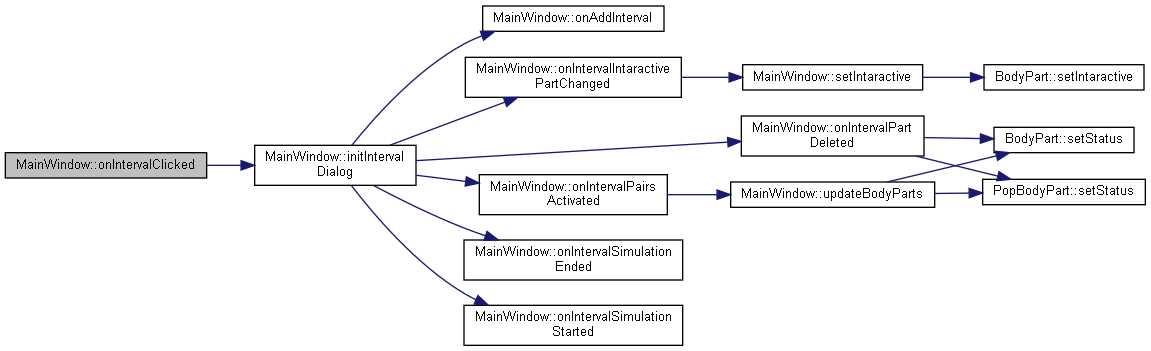 MainWindow::onIntervalClicked
MainWindow::initInterval
Dialog
MainWindow::onAddInterval
MainWindow::onIntervalIntaractive
PartChanged
MainWindow::setIntaractive
BodyPart::setIntaractive
MainWindow::onIntervalPart
Deleted
BodyPart::setStatus
MainWindow::onIntervalPairs
Activated
MainWindow::updateBodyParts
PopBodyPart::setStatus
MainWindow::onIntervalSimulation
Ended
MainWindow::onIntervalSimulation
Started